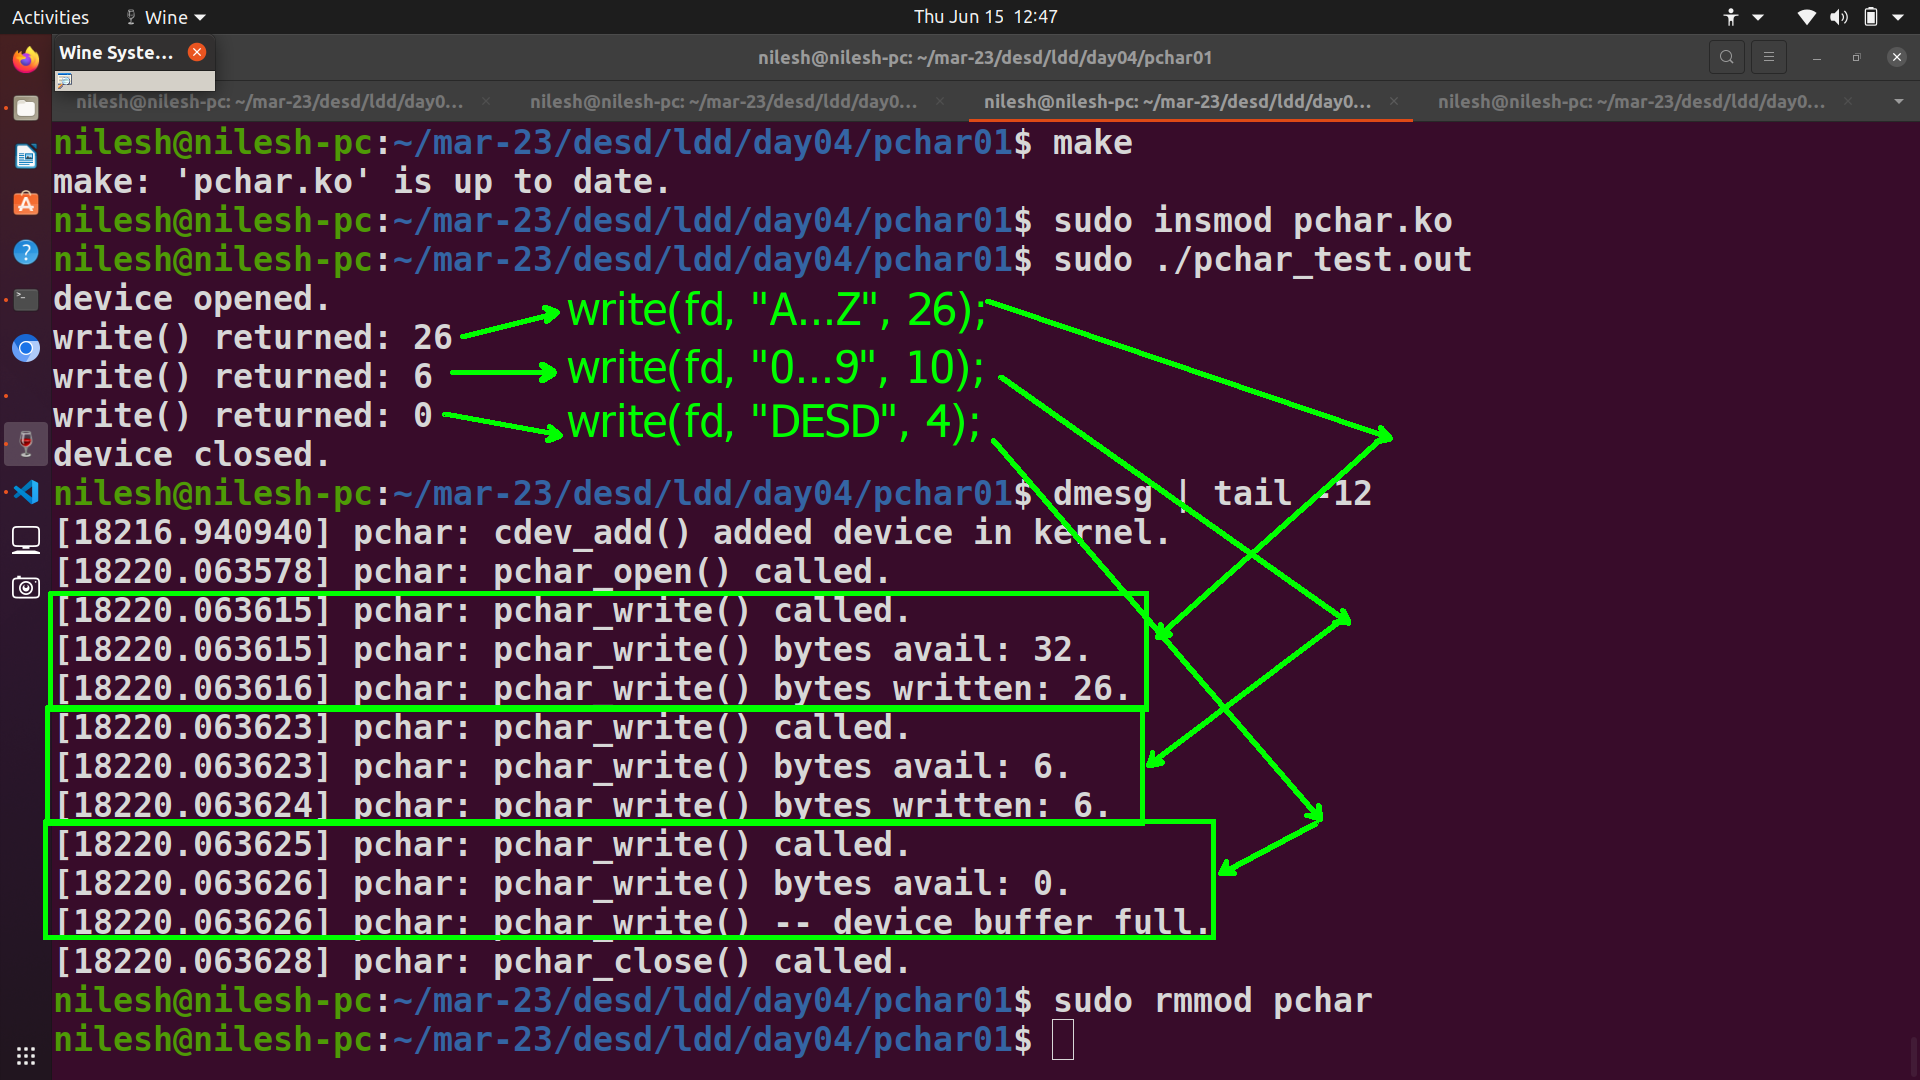 Activities
Wine
Thu Jun 15 12:47
Wine Syste...
nilesh@nilesh-pc: ~/mar-23/desd/ldd/day04/pchar01
nilesh@nilesh-pc: ~/mar-23/desd/ldd/day0...
nilesh@nilesh-pc: ~/mar-23/desd/ldd/day0...
nilesh@nilesh-pc: ~/mar-23/desd/ldd/day0...
nilesh@nilesh-pc: ~/mar-23/desd/ldd/day0...
nilesh@nilesh-pc:~/mar-23/desd/ldd/day04/pchar01$ make
make: 'pchar.ko' is up to date.
nilesh@nilesh-pc:~/mar-23/desd/ldd/day04/pchar01$ sudo insmod pchar.ko
nilesh@nilesh-pc:~/mar-23/desd/ldd/day04/pchar01$ sudo ./pchar_test.out
device opened.
write() returned: 26
write(fd, "A...Z", 26);
write() returned: 6
write(fd, "0...9", 10);
write() returned: 0
write(fd, "DESD", 4);
device closed.
nilesh@nilesh-pc:~/mar-23/desd/ldd/day04/pchar01$ dmesg | tail -12
[18216.940940] pchar: cdev_add() added device in kernel.
[18220.063578] pchar: pchar_open() called.
[18220.063615] pchar: pchar_write() called.
[18220.063615] pchar: pchar_write() bytes avail: 32.
[18220.063616] pchar: pchar_write() bytes written: 26.
[18220.063623] pchar: pchar_write() called.
[18220.063623] pchar: pchar_write() bytes avail: 6.
[18220.063624] pchar: pchar_write() bytes written: 6.
[18220.063625] pchar: pchar_write() called.
[18220.063626] pchar: pchar_write() bytes avail: 0.
[18220.063626] pchar: pchar_write() -- device buffer full.
[18220.063628] pchar: pchar_close() called.
nilesh@nilesh-pc:~/mar-23/desd/ldd/day04/pchar01$ sudo rmmod pchar
nilesh@nilesh-pc:~/mar-23/desd/ldd/day04/pchar01$